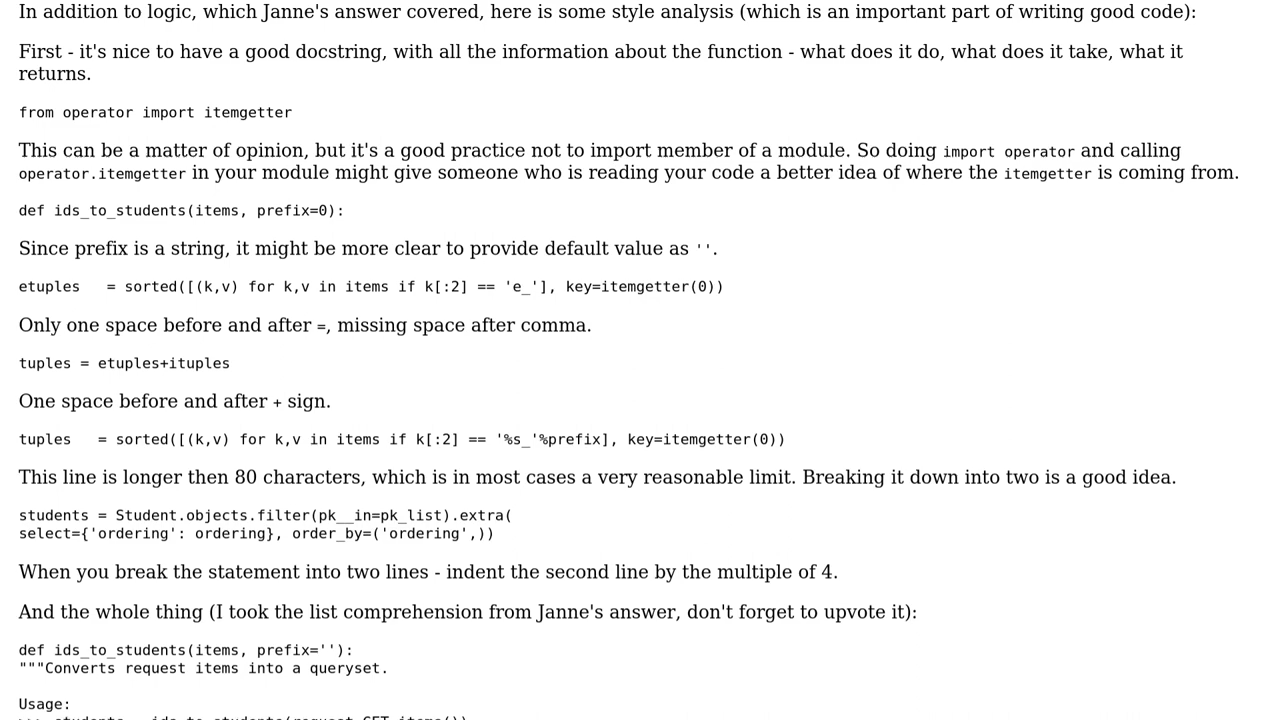 In addition to logic, which Janne's answer covered, here is some style analysis (which is an important part of writing good code):
First - it's nice to have a good docstring, with all the information about the function - what does it do, what does it take, what it
returns.
from operator import itemgetter
This can be a matter of opinion, but it's a good practice not to import member of a module. So doing import operator and calling
operator.itemgetter in your module might give someone who is reading your code a better idea of where the itemgetter is coming from.
def ids_to_students(items, prefix=0):
Since prefix is a string, it might be more clear to provide default value as ''.
etuples   = sorted([(k,v) for k,v in items if k[:2] == 'e_'], key=itemgetter(0))
Only one space before and after =, missing space after comma.
tuples = etuples+ituples
One space before and after + sign.
tuples   = sorted([(k,v) for k,v in items if k[:2] == '%s_'%prefix], key=itemgetter(0))
This line is longer then 80 characters, which is in most cases a very reasonable limit. Breaking it down into two is a good idea.
students = Student.objects.filter(pk__in=pk_list).extra(
select={'ordering': ordering}, order_by=('ordering',))
When you break the statement into two lines - indent the second line by the multiple of 4.
And the whole thing (I took the list comprehension from Janne's answer, don't forget to upvote it):
def ids_to_students(items, prefix=''):
"""Converts request items into a queryset.
Usage: